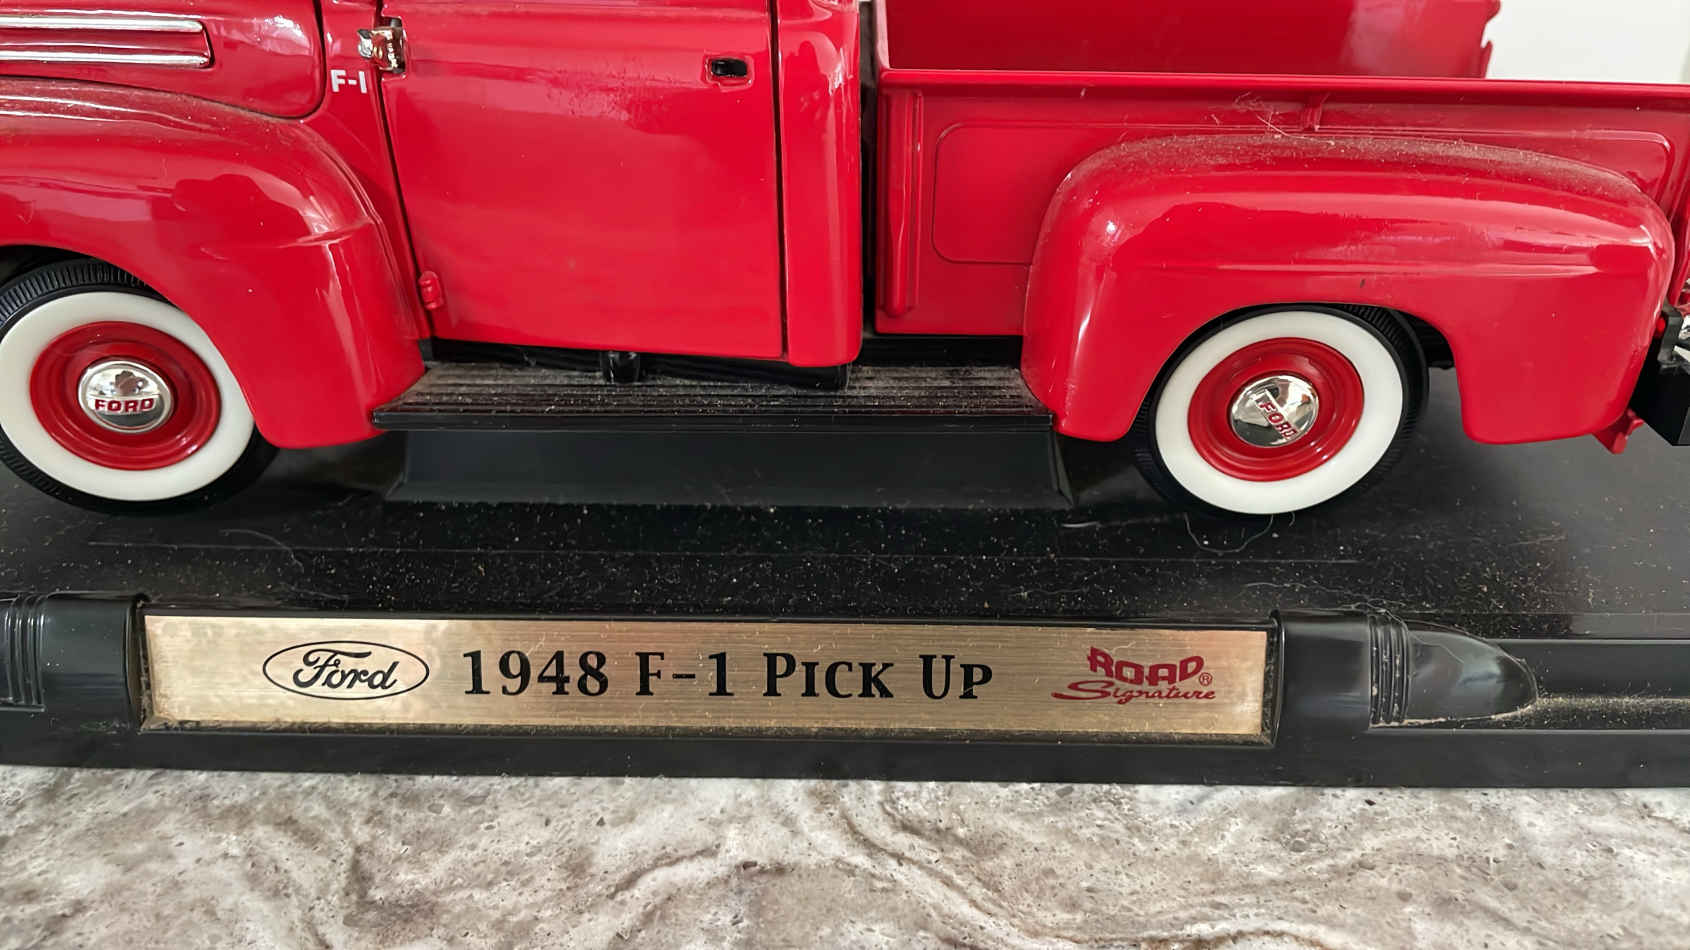 F-1
FORD
FORD
Ford 1948 F-1 PICK UP ROAD®
Signature